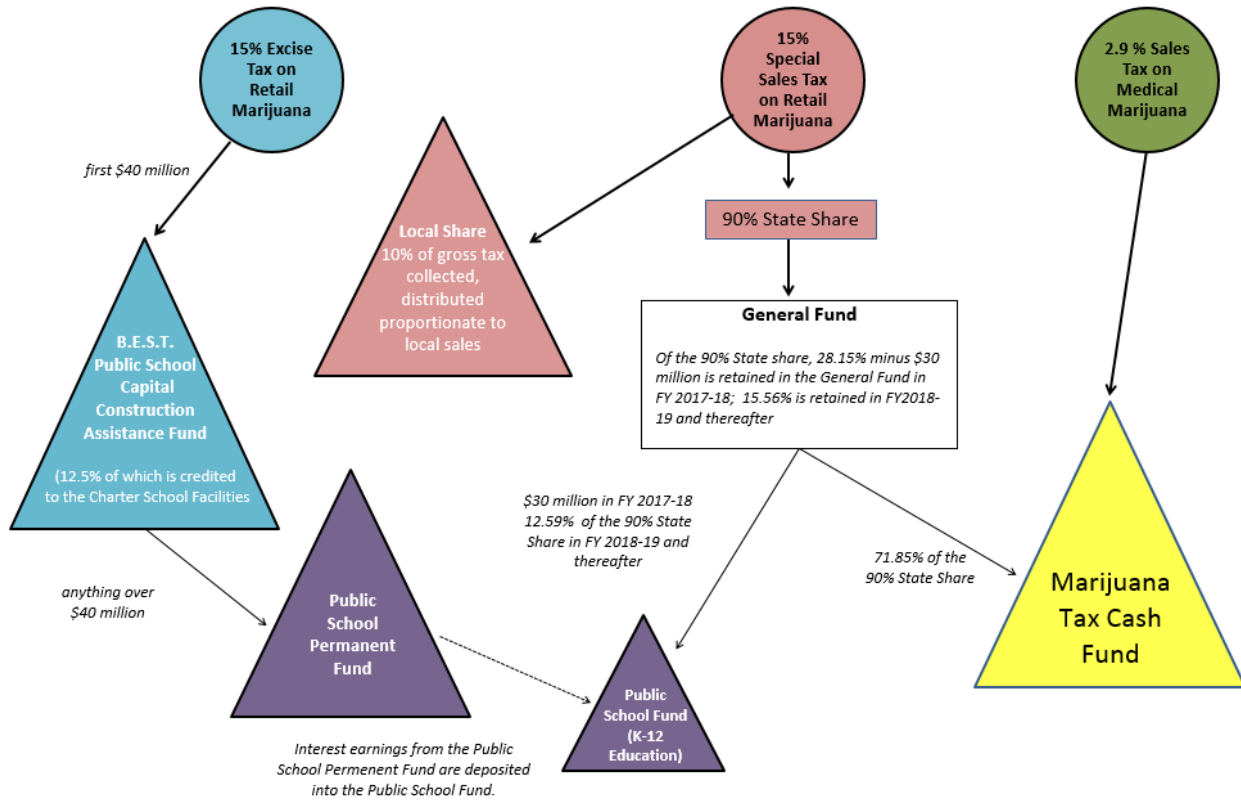 15% Excise
Tax on
Retail
Marijuana
15%
Special
Sales Tax
on Retail
Marijuana
2.9 % Sales
Tax on
Medical
Marijuana
first $40 million
90% State Share
Local Share
10% of gross tax
collected,
distributed
proportionate to
local sales
General Fund
Of the 90% State share, 28.15% minus $30
million is retained in the General Fund in
FY 2017-18; 15.56% is retained in FY2018-
19 and thereafter
B.E.S.T.
Public School
Capital
Construction
Assistance Fund
(12.5% of which is credited
to the Charter School Facilities
$30 million in FY 2017-18
12.59% of the 90% State
Share in FY 2018-19 and
thereafter
71.85% of the
90% State Share
anything over
$40 million
Public
School
Permanent
Fund
Marijuana
Tax Cash
Fund
Public
School Fund
(K-12
Education)
Interest earnings from the Public
School Permenent Fund are deposited
into the Public School Fund.